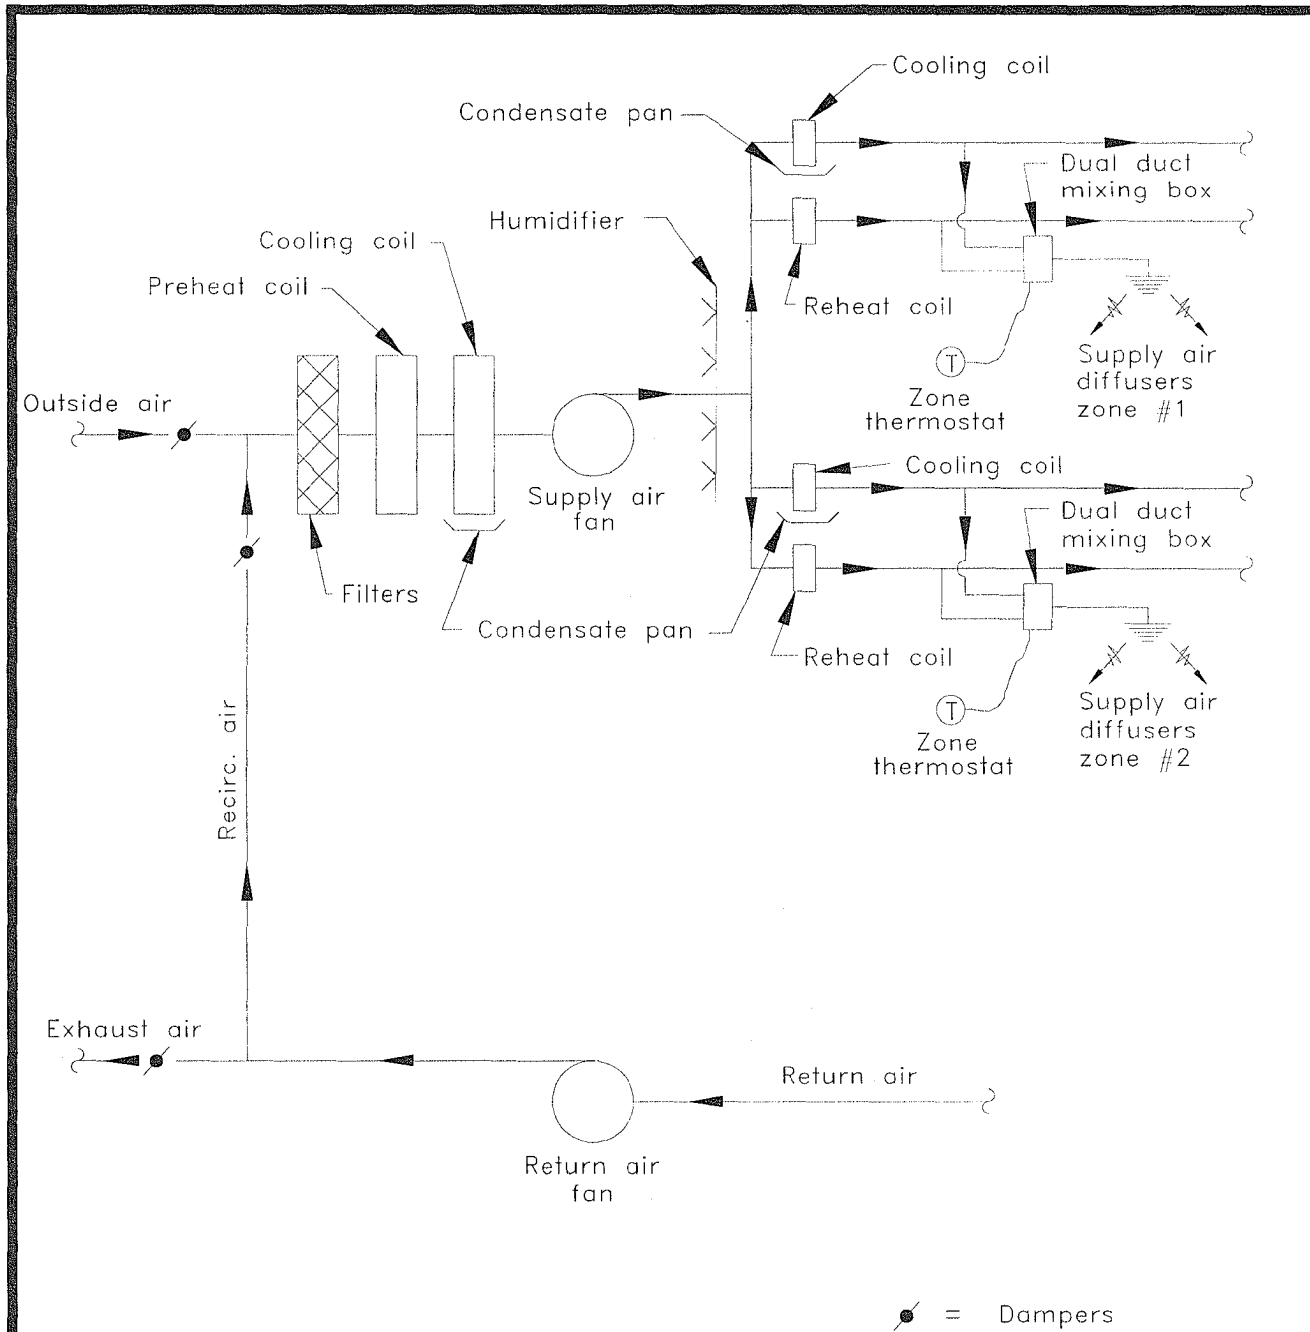 Cooling coil
Condensate pan
Dual duct
mixing box
Humidifier
Cooling coil
Preheat coil
Reheat coil
T
Zone
thermostat
Supply air
diffusers
zone #1
Outside air
Cooling coil
Supply air
fan
Dual duct
mixing box
Filters
Condensate pan
Reheat coil
T
Zone
thermostat
Supply air
diffusers
zone #2
Recirc. air
Exhaust air
Return air
Return air
fan
= Dampers